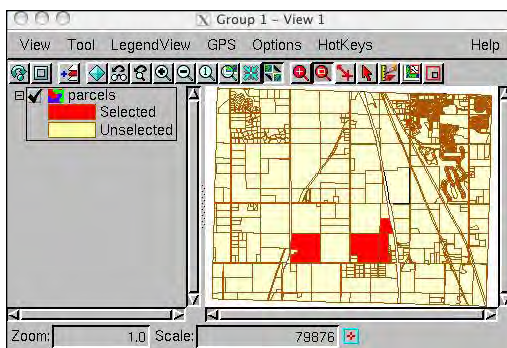 Group 1 - View 1
View Tool LegendView GPS Options HotKeys Help
parcels
Selected
Unselected
Zoom: 1.0 Scale: 79876